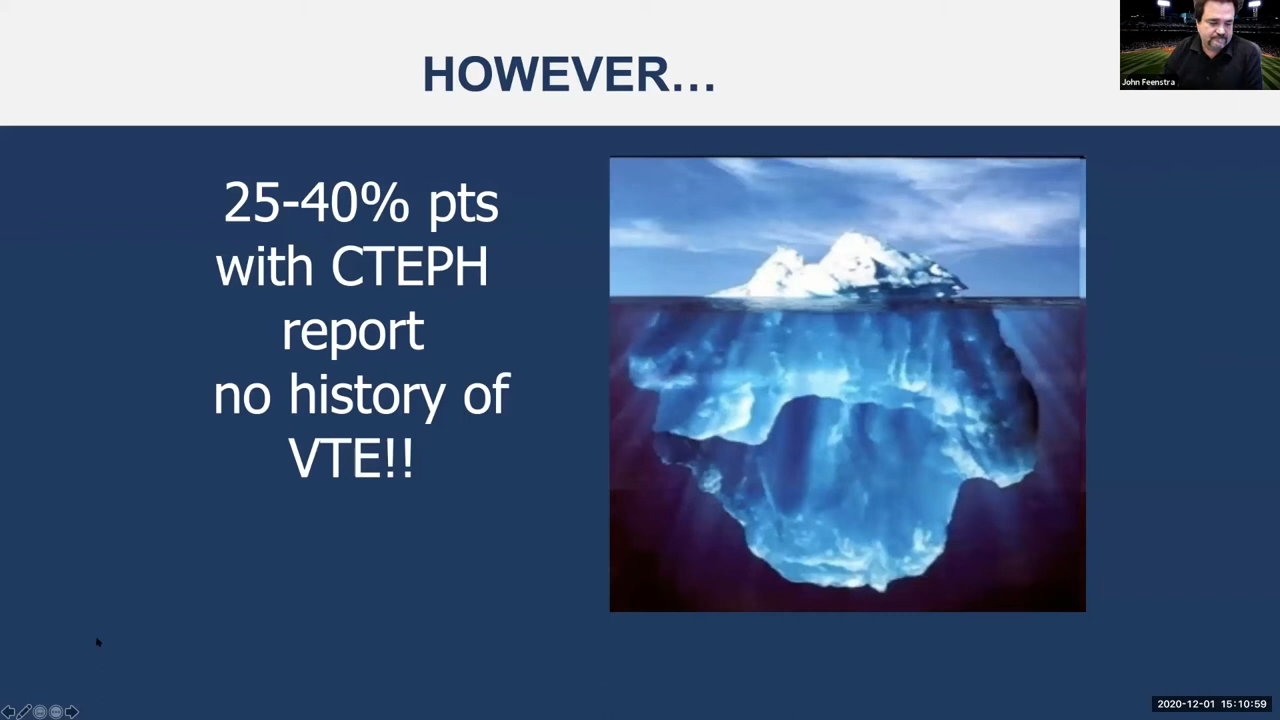 HOWEVER...
John Feenstra
25-40% pts
with CTEPH
report
no history of
VTE!!
2020-12-01 15:10:59